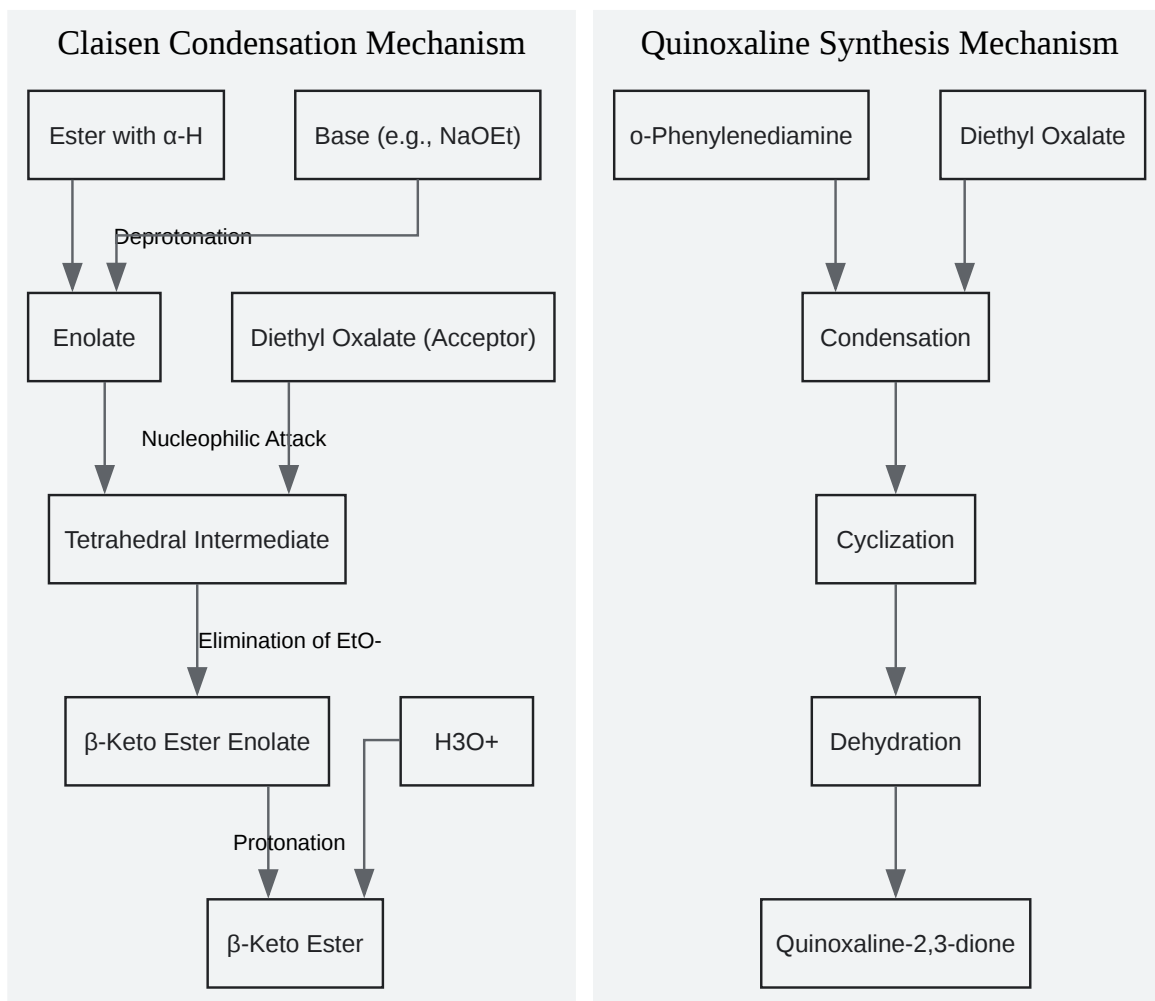 Claisen Condensation Mechanism
Ester with α-H
Base (e.g., NaOEt)
Deprotonation
Enolate
Diethyl Oxalate (Acceptor)
Nucleophilic Attack
Tetrahedral Intermediate
Elimination of EtO-
β-Keto Ester Enolate
H3O+
Protonation
β-Keto Ester
Quinoxaline Synthesis Mechanism
o-Phenylenediamine
Diethyl Oxalate
Condensation
Cyclization
Dehydration
Quinoxaline-2,3-dione